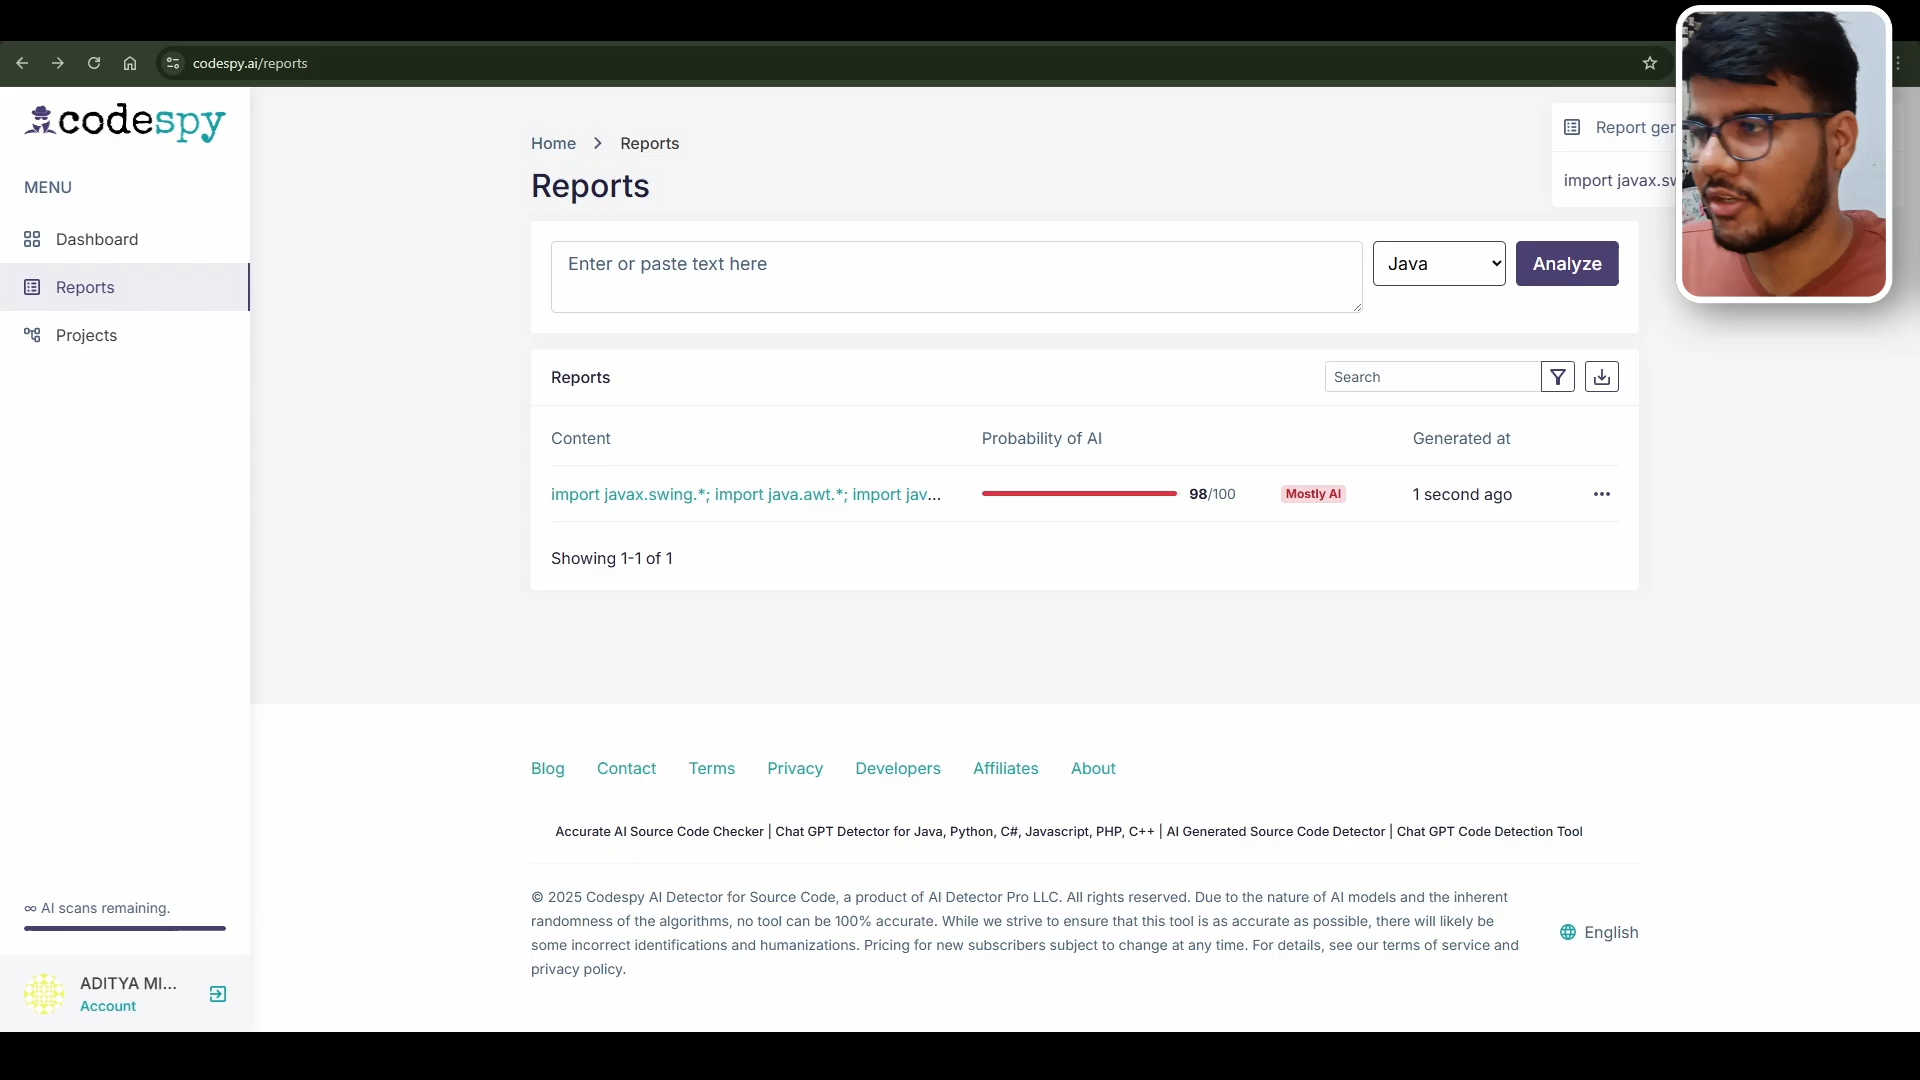 codespy.ai/reports
codespy
MENU
Dashboard
Reports
Projects
∞ AI scans remaining.
ADITYA MI...
Account
Home > Reports
Reports
Report ger
import javax.sw
Enter or paste text here
Java
Analyze
Reports
Search
Content
Probability of AI
Generated at
import javax.swing.*; import java.awt.*; import jav...
98/100
Mostly AI
1 second ago
Showing 1-1 of 1
Blog
Contact
Terms
Privacy
Developers
Affiliates
About
Accurate AI Source Code Checker | Chat GPT Detector for Java, Python, C#, Javascript, PHP, C++ | AI Generated Source Code Detector | Chat GPT Code Detection Tool
© 2025 Codespy AI Detector for Source Code, a product of AI Detector Pro LLC. All rights reserved. Due to the nature of AI models and the inherent
randomness of the algorithms, no tool can be 100% accurate. While we strive to ensure that this tool is as accurate as possible, there will likely be
some incorrect identifications and humanizations. Pricing for new subscribers subject to change at any time. For details, see our terms of service and
privacy policy.
English